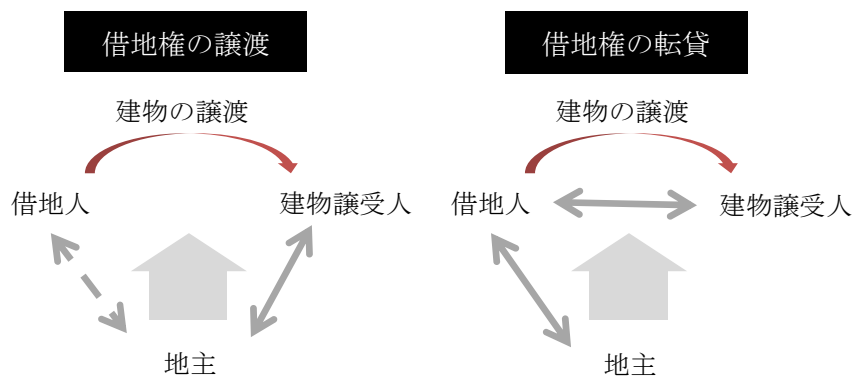 借地権の譲渡
建物の譲渡
借地人
建物譲受人
地主
借地権の転貸
建物の譲渡
借地人
建物譲受人
地主